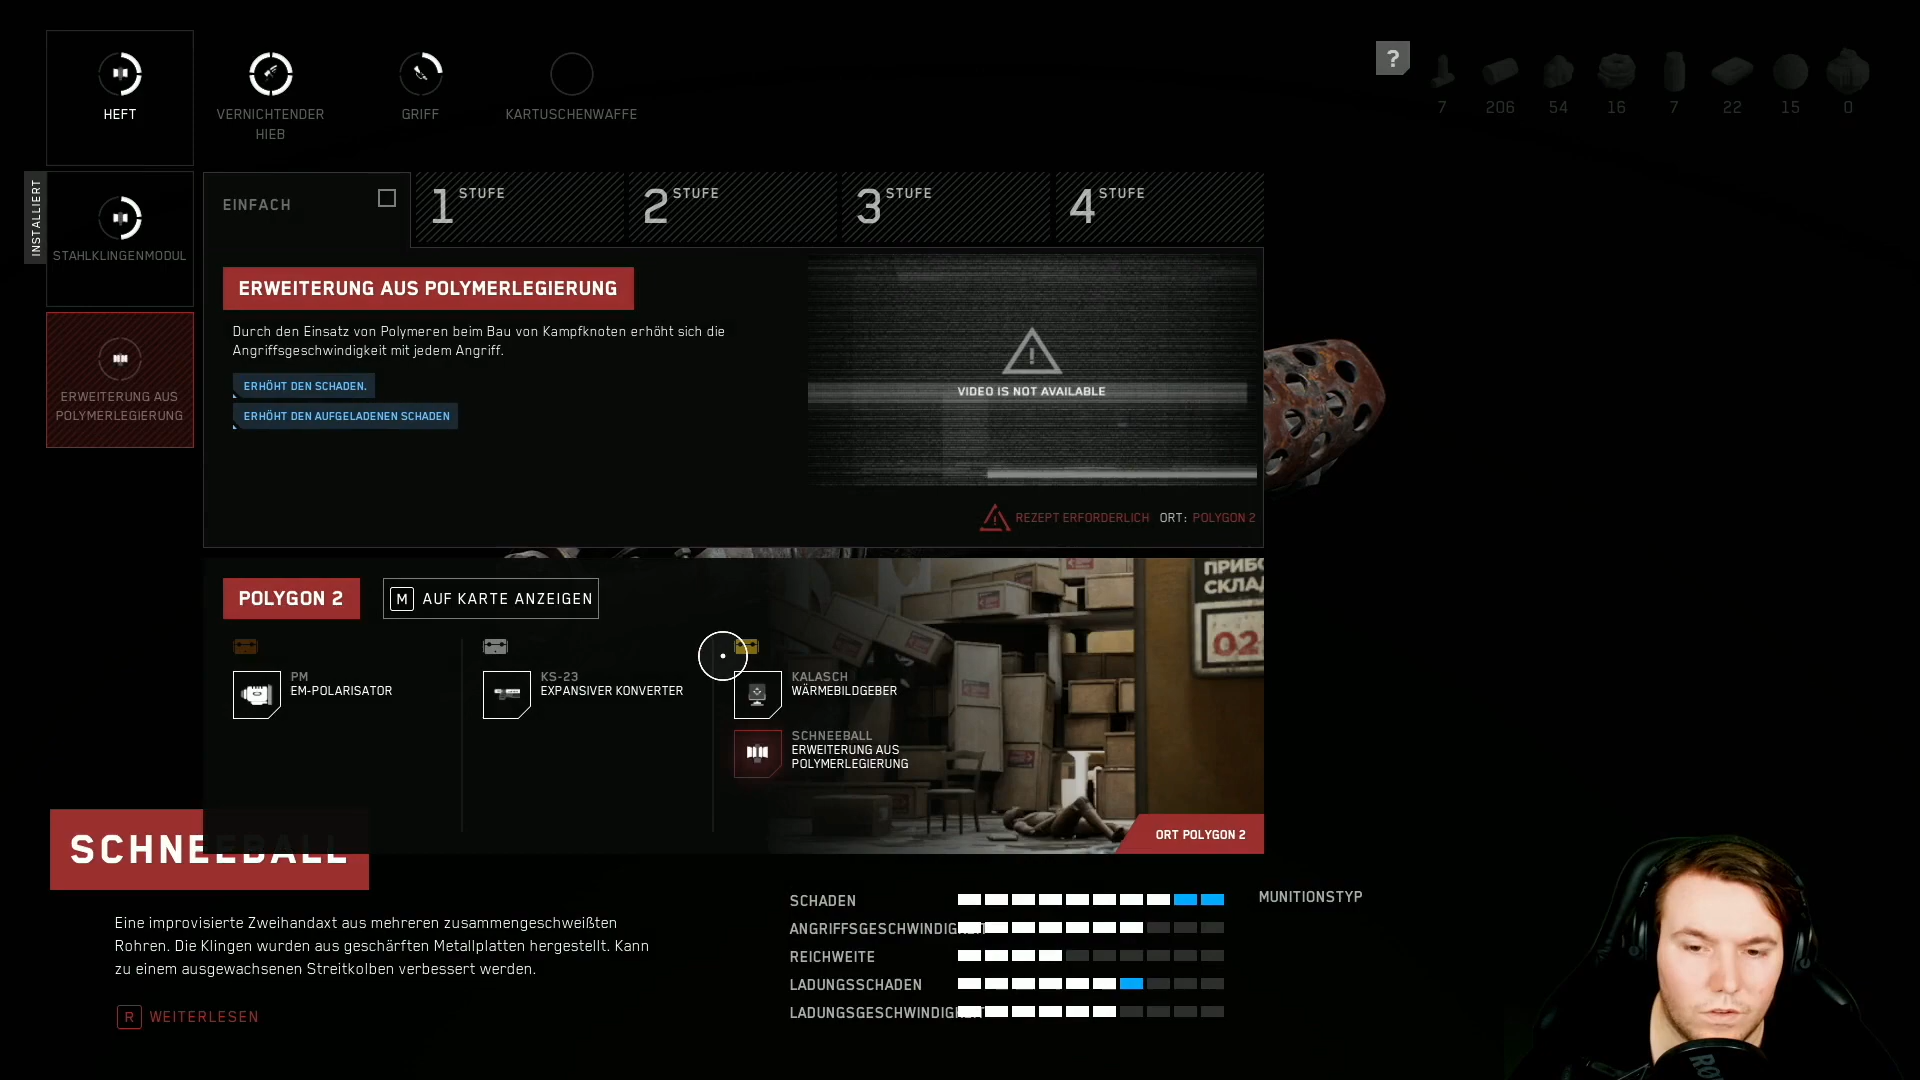 HEFT
VERNICHTENDER
HIEB
GRIFF
KARTUSCHENWAFFE
?
7
206
54
16
7
22
15
0
INSTALLIERT
STAHLKLINGENMODUL
ERWEITERUNG AUS
POLYMERLEGIERUNG
EINFACH
1 STUFE
2 STUFE
3 STUFE
4 STUFE
ERWEITERUNG AUS POLYMERLEGIERUNG
Durch den Einsatz von Polymeren beim Bau von Kampfknoten erhöht sich die
Angriffsgeschwindigkeit mit jedem Angriff.
ERHÖHT DEN SCHADEN.
ERHÖHT DEN AUFGELADENEN SCHADEN
VIDEO IS NOT AVAILABLE
REZEPT ERFORDERLICH ORT: POLYGON 2
POLYGON 2
M AUF KARTE ANZEIGEN
PM
EM-POLARISATOR
KS-23
EXPANSIVER KONVERTER
KALASCH
WÄRMEBILDGEBER
SCHNEEBALL
ERWEITERUNG AUS
POLYMERLEGIERUNG
ПРИБО
СКЛА
02
ORT POLYGON 2
SCHNEEBALL
Eine improvisierte Zweihandaxt aus mehreren zusammengeschweißten
Rohren. Die Klingen wurden aus geschärften Metallplatten hergestellt. Kann
zu einem ausgewachsenen Streitkolben verbessert werden.
R WEITERLESEN
SCHADEN
ANGRIFFSGESCHWINDIGKEIT
REICHWEITE
LADUNGSSCHADEN
LADUNGSGESCHWINDIGKEIT
MUNITIONSTYP